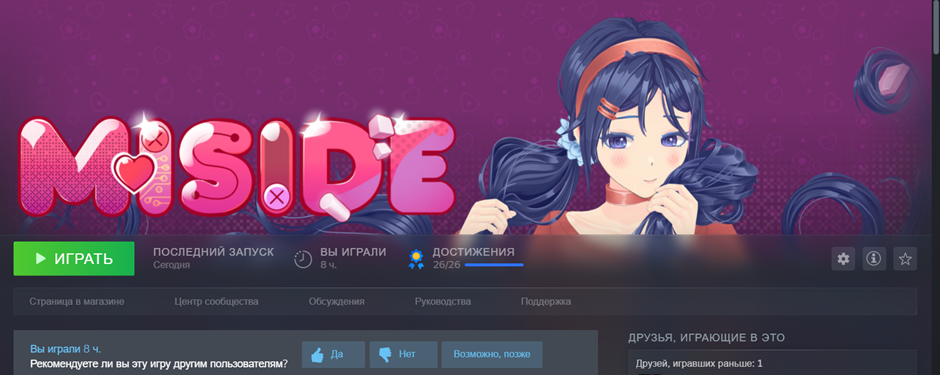 MISIDE
ИГРАТЬ
ПОСЛЕДНИЙ ЗАПУСК
Сегодня
ВЫ ИГРАЛИ
8 ч.
ДОСТИЖЕНИЯ
26/26
Страница в магазине
Центр сообщества
Обсуждения
Руководства
Поддержка
Вы играли 8 ч.
Рекомендуете ли вы эту игру другим пользователям?
Да
Нет
Возможно, позже
ДРУЗЬЯ, ИГРАЮЩИЕ В ЭТО
Друзей, игравших раньше: 1